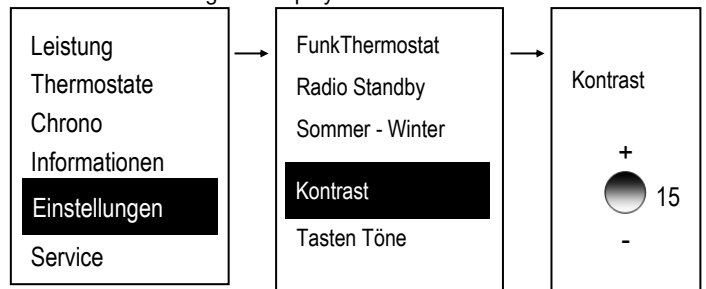 Leistung
Thermostate
Chrono
Informationen
Einstellungen
Service
FunkThermostat
Radio Standby
Sommer - Winter
Kontrast
Tasten Töne
Kontrast
+
15
-